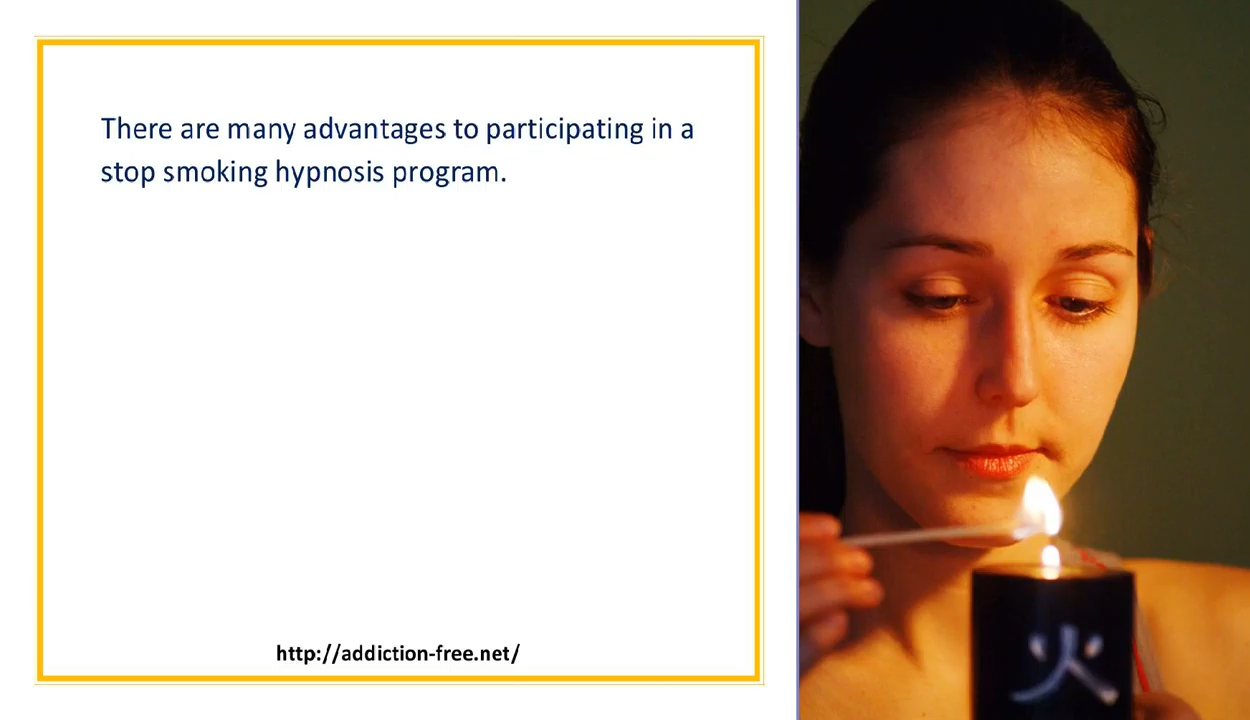 There are many advantages to participating in a
stop smoking hypnosis program.
http://addiction-free.net/
火